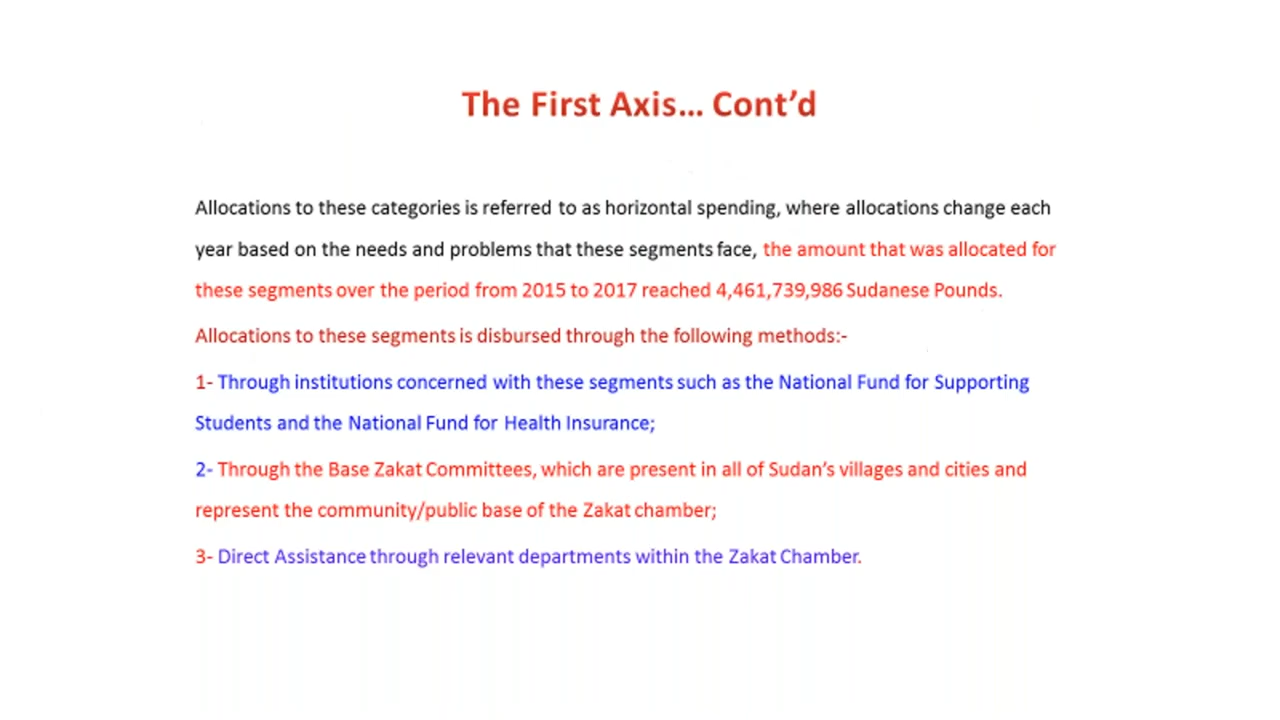 The First Axis... Cont’d
Allocations to these categories is referred to as horizontal spending, where allocations change each
year based on the needs and problems that these segments face, the amount that was allocated for
these segments over the period from 2015 to 2017 reached 4,461,739,986 Sudanese Pounds.
Allocations to these segments is disbursed through the following methods:-
1- Through institutions concerned with these segments such as the National Fund for Supporting
Students and the National Fund for Health Insurance;
2- Through the Base Zakat Committees, which are present in all of Sudan’s villages and cities and
represent the community/public base of the Zakat chamber;
3- Direct Assistance through relevant departments within the Zakat Chamber.